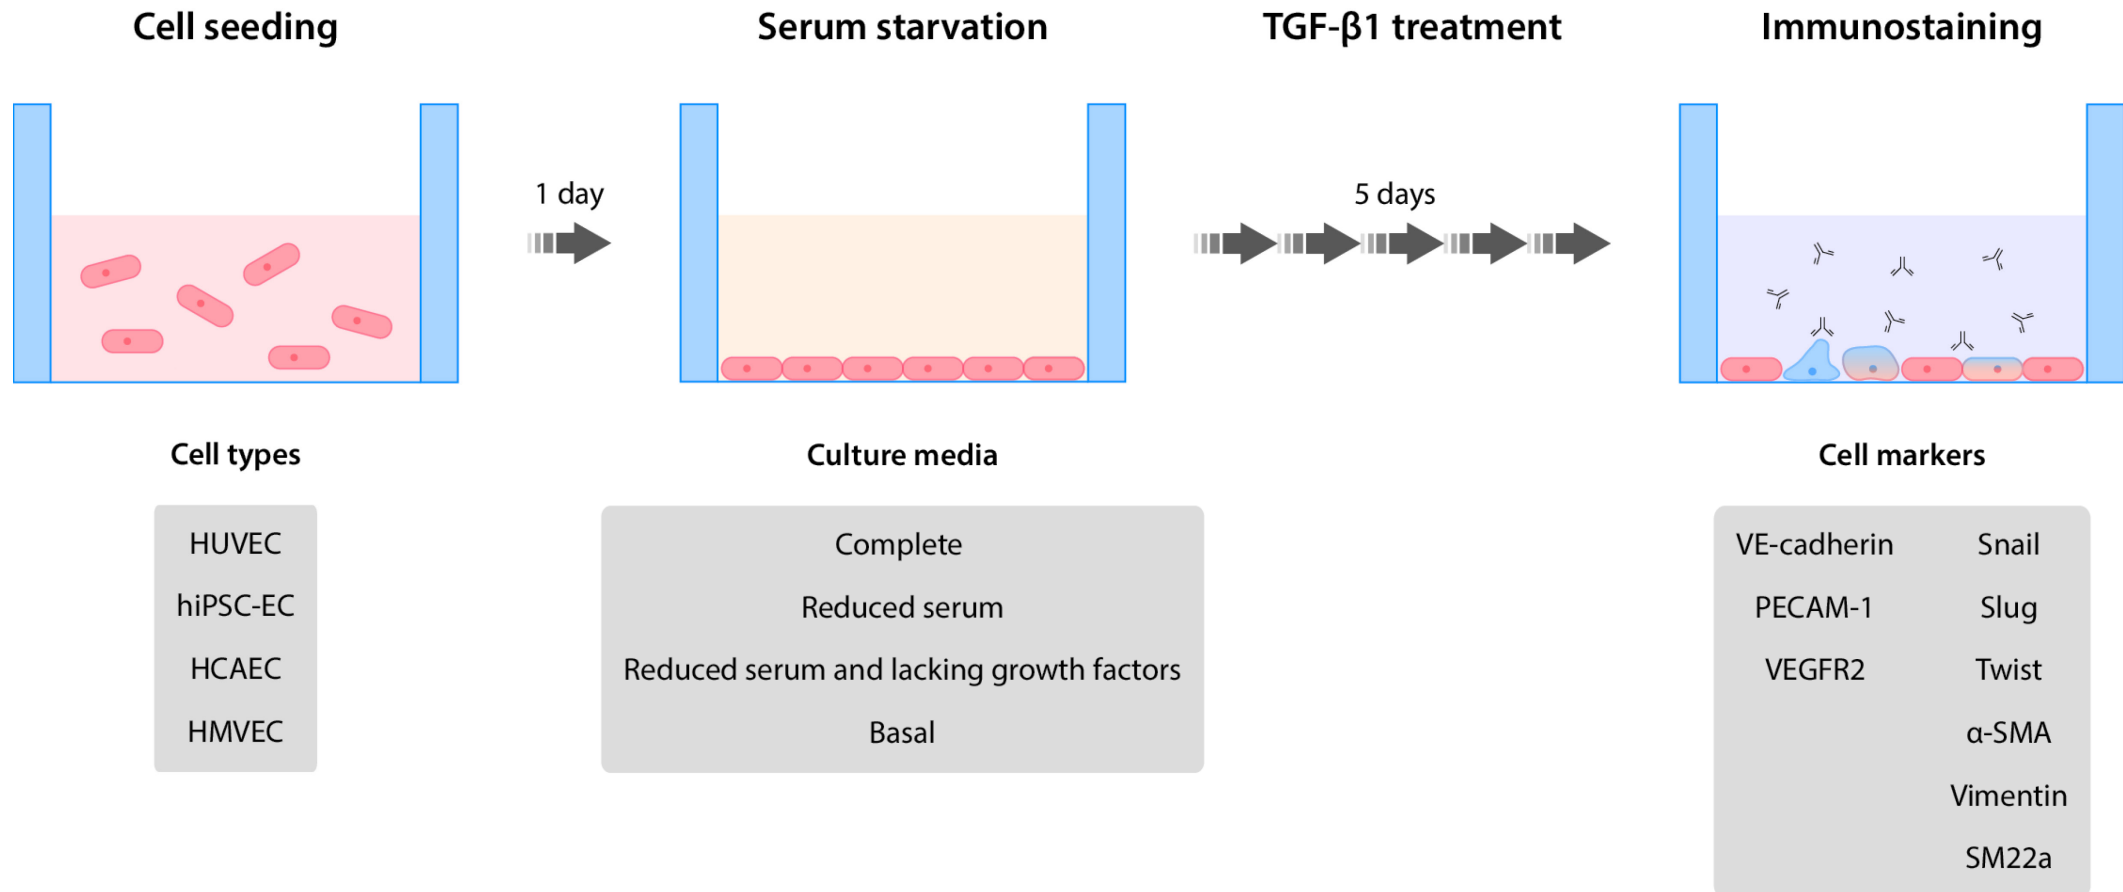 Cell seeding
Serum starvation
TGF-β1 treatment
Immunostaining
1 day
5 days
Cell types
HUVEC
hiPSC-EC
HCAEC
HMVEC
Culture media
Complete
Reduced serum
Reduced serum and lacking growth factors
Basal
Cell markers
VE-cadherin Snail
PECAM-1 Slug
VEGFR2 Twist
α-SMA
Vimentin
SM22a